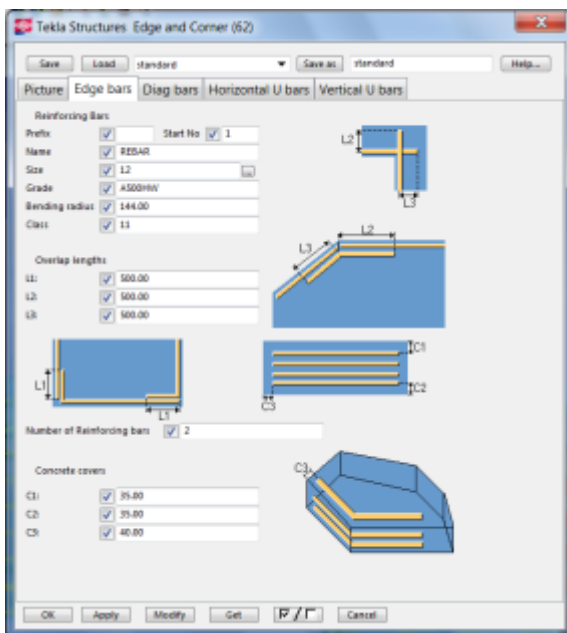 Tekla Structures Edge and Corner (62)
Save Load standard Save as standard Help...
Picture Edge bars Diag bars Horizontal U bars Vertical U bars
Reinforcing Bars
Prefix Start No 1
Name REBAR
Size 12 ...
Grade A500HW
Bending radius 144.00
Class 11
L2
L3
Overlap lengths
L1: 500.00
L2: 500.00
L3: 500.00
L3 L2
L1
L1
C1
C2
C3
Number of Reinforcing bars 2
Concrete covers
C1: 35.00
C2: 35.00
C3: 40.00
C3
OK Apply Modify Get / Cancel